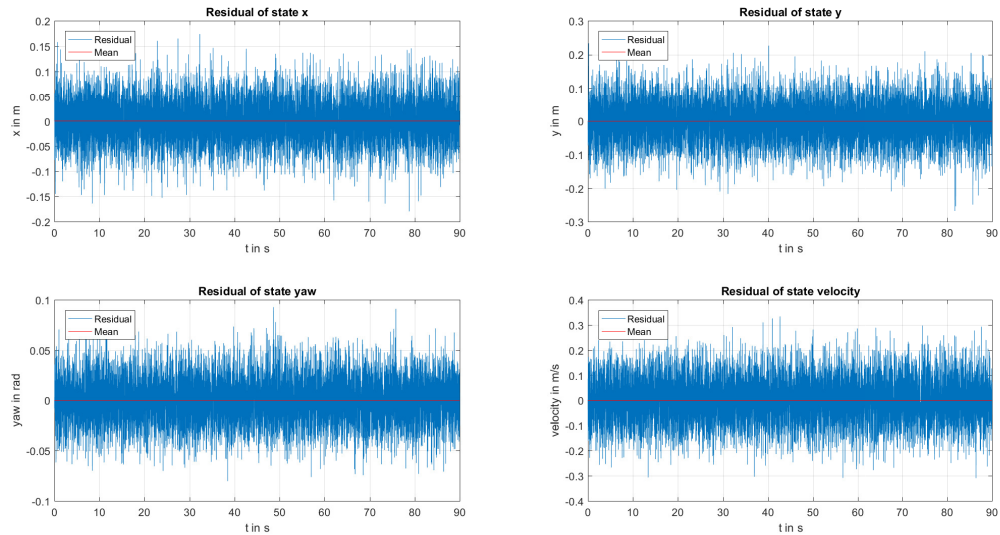 Residual of state x
0.2
0.15
0.1
0.05
0
-0.05
-0.1
-0.15
-0.2
x in m
Residual
Mean
0 10 20 30 40 50 60 70 80 90
t in s
Residual of state y
0.3
0.2
0.1
0
-0.1
-0.2
-0.3
y in m
Residual
Mean
0 10 20 30 40 50 60 70 80 90
t in s
Residual of state yaw
0.1
0.05
0
-0.05
-0.1
yaw in rad
Residual
Mean
0 10 20 30 40 50 60 70 80 90
t in s
Residual of state velocity
0.4
0.3
0.2
0.1
0
-0.1
-0.2
-0.3
-0.4
velocity in m/s
Residual
Mean
0 10 20 30 40 50 60 70 80 90
t in s